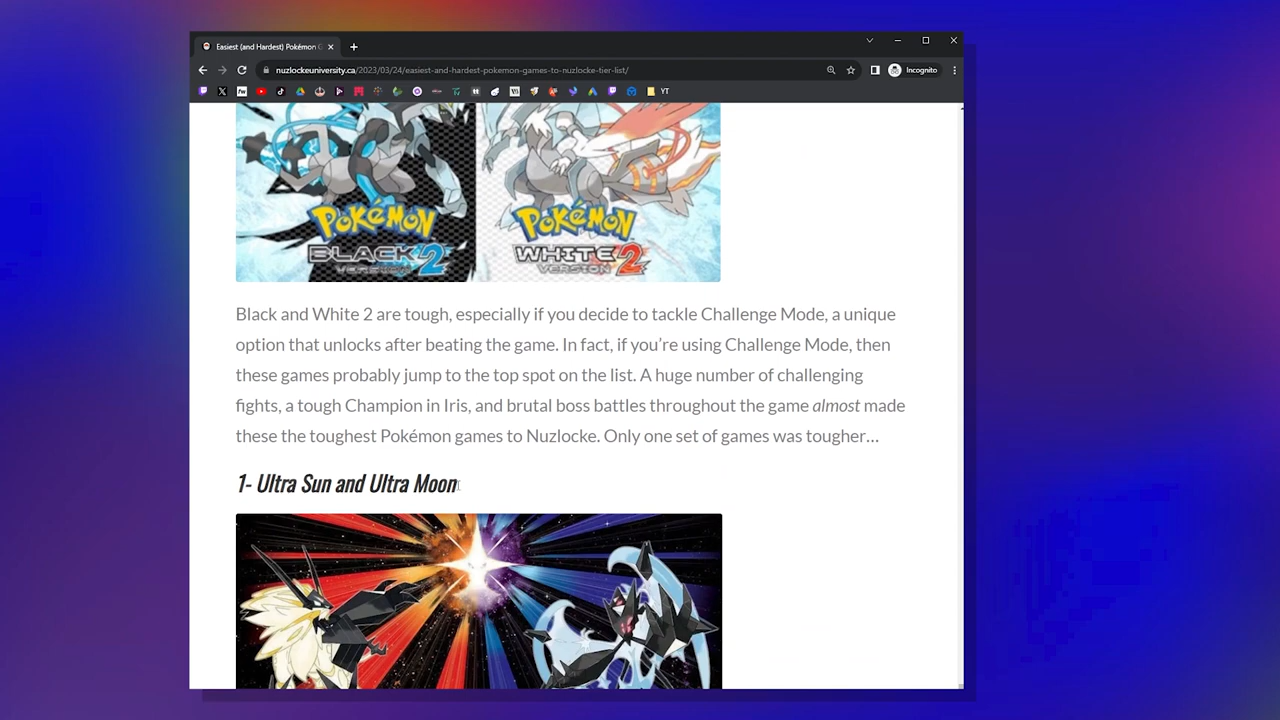 Easiest (and Hardest) Pokémon G
nuzlockeuniversity.ca/2023/03/24/easiest-and-hardest-pokemon-games-to-nuzlocke-tier-list/
Incognito
YT
POKéMON
BLACK 2
VERSION
POKéMON
WHITE 2
VERSION
Black and White 2 are tough, especially if you decide to tackle Challenge Mode, a unique
option that unlocks after beating the game. In fact, if you’re using Challenge Mode, then
these games probably jump to the top spot on the list. A huge number of challenging
fights, a tough Champion in Iris, and brutal boss battles throughout the game almost made
these the toughest Pokémon games to Nuzlocke. Only one set of games was tougher…
1- Ultra Sun and Ultra Moon